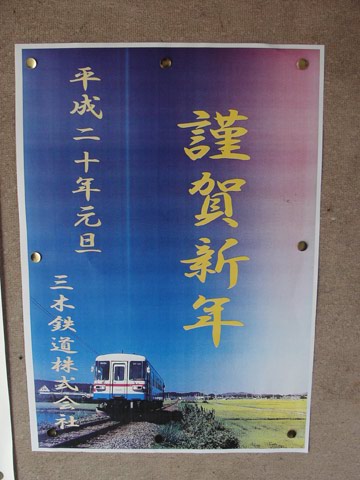 謹賀新年
平成二十年元旦
三木鉄道株式会社